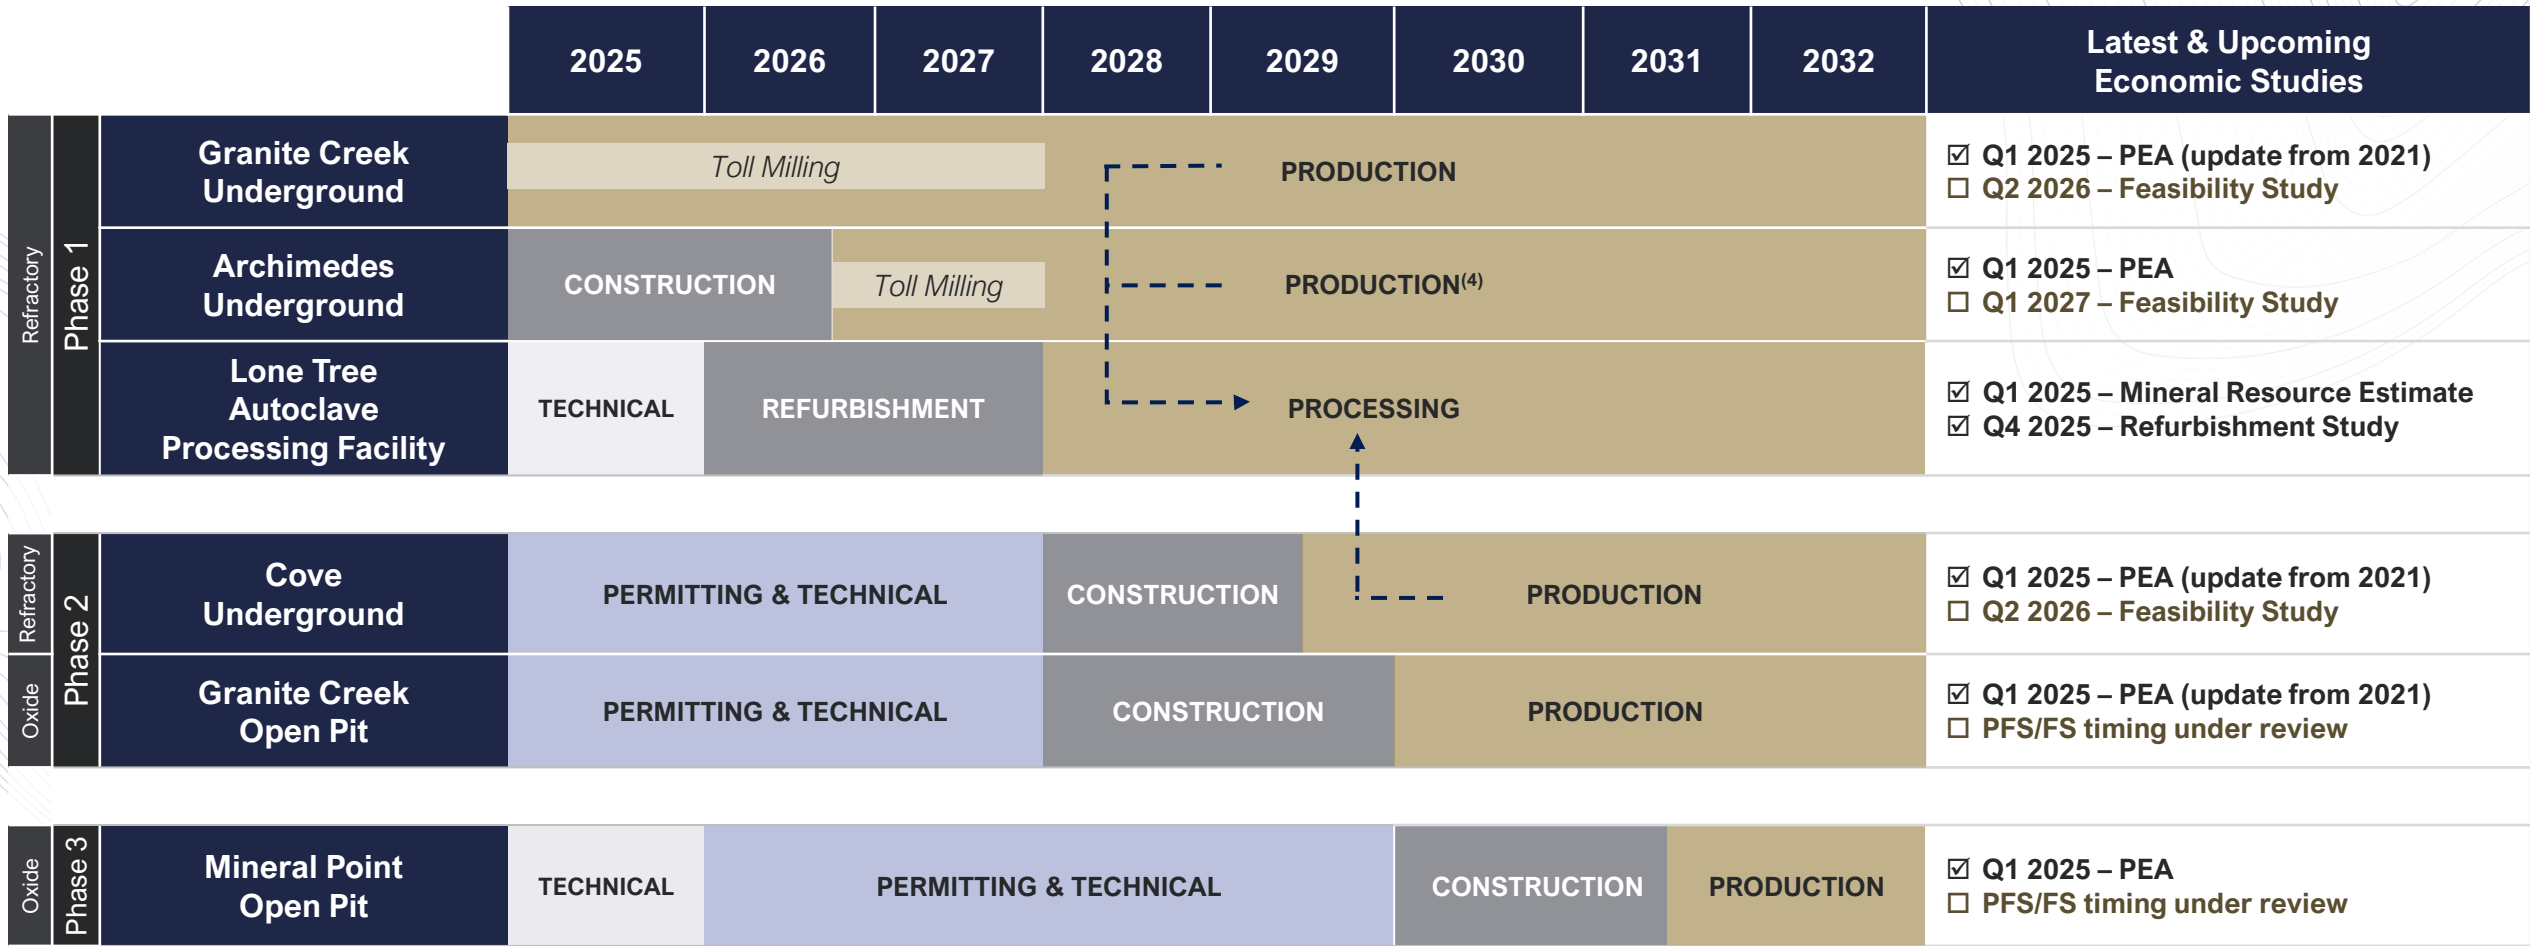 2025 2026 2027 2028 2029 2030 2031 2032 Latest & Upcoming
Economic Studies
Refractory
Phase 1
Granite Creek
Underground
Toll Milling
PRODUCTION
☑ Q1 2025 – PEA (update from 2021)
☐ Q2 2026 – Feasibility Study
Archimedes
Underground
CONSTRUCTION
Toll Milling
PRODUCTION(4)
☑ Q1 2025 – PEA
☐ Q1 2027 – Feasibility Study
Lone Tree
Autoclave
Processing Facility
TECHNICAL
REFURBISHMENT
PROCESSING
☑ Q1 2025 – Mineral Resource Estimate
☑ Q4 2025 – Refurbishment Study
Refractory
Phase 2
Cove
Underground
PERMITTING & TECHNICAL
CONSTRUCTION
PRODUCTION
☑ Q1 2025 – PEA (update from 2021)
☐ Q2 2026 – Feasibility Study
Oxide
Granite Creek
Open Pit
PERMITTING & TECHNICAL
CONSTRUCTION
PRODUCTION
☑ Q1 2025 – PEA (update from 2021)
☐ PFS/FS timing under review
Oxide
Phase 3
Mineral Point
Open Pit
TECHNICAL
PERMITTING & TECHNICAL
CONSTRUCTION
PRODUCTION
☑ Q1 2025 – PEA
☐ PFS/FS timing under review